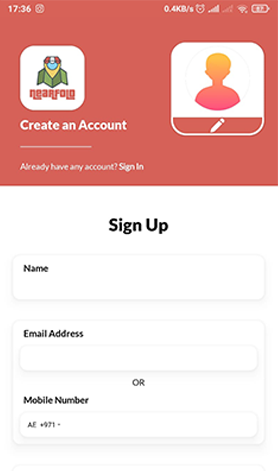 17:36
0.4KB/s
NEARFOLD
Create an Account
Already have any account? Sign In
Sign Up
Name
Email Address
OR
Mobile Number
AE +971